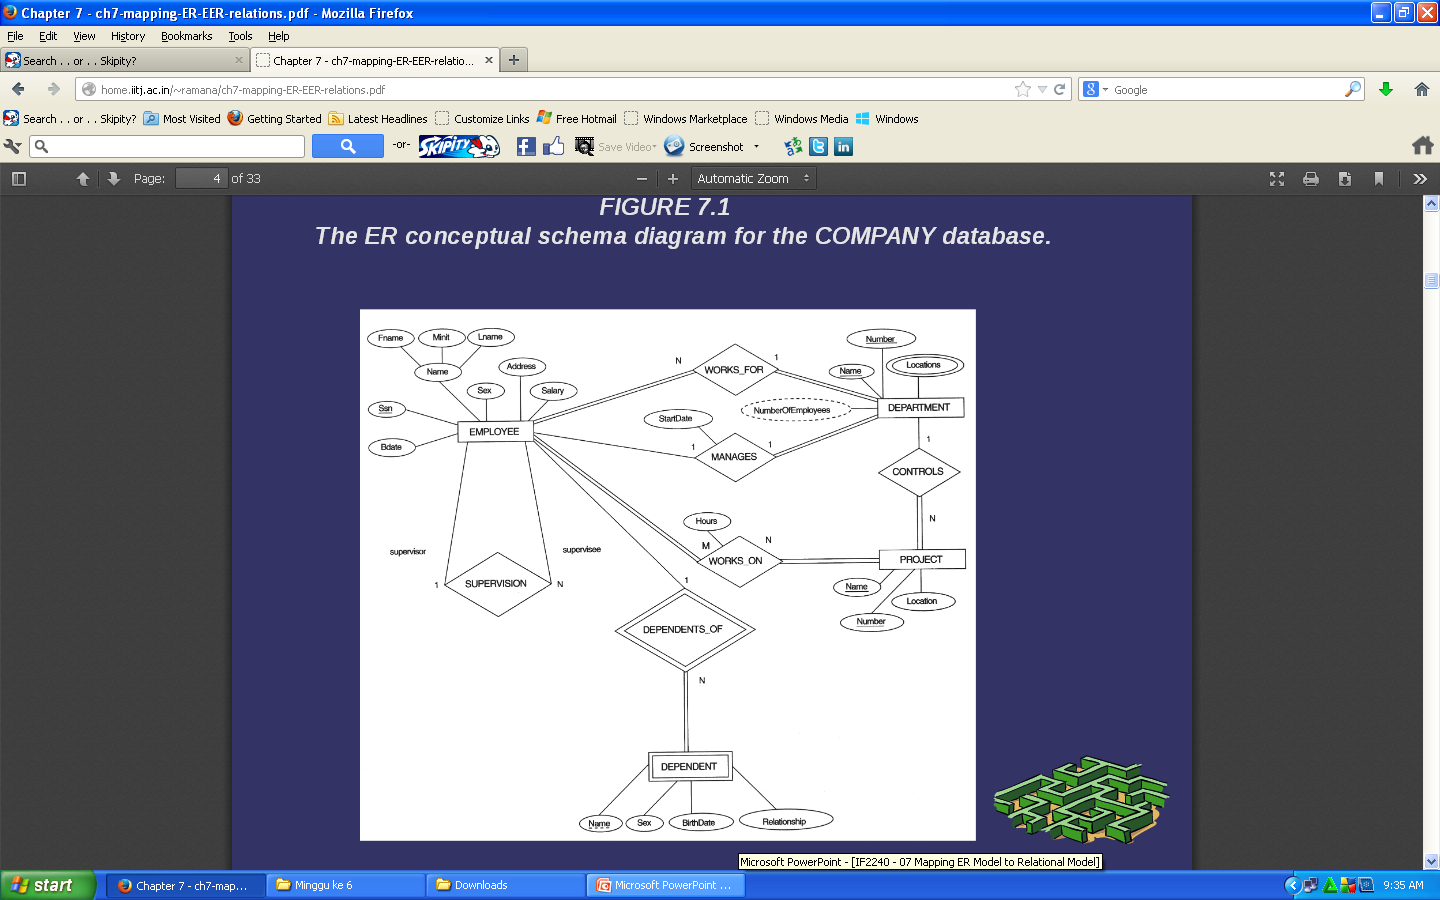 Chapter 7 - ch7-mapping-ER-EER-relations.pdf - Mozilla Firefox
File Edit View History Bookmarks Tools Help
Search . . or . . Skipity?
Chapter 7 - ch7-mapping-ER-EER-relatio...
home.iitj.ac.in/~ramana/ch7-mapping-ER-EER-relations.pdf
Google
Search . . or . . Skipity? Most Visited Getting Started Latest Headlines Customize Links Free Hotmail Windows Marketplace Windows Media Windows
-or- SKIPITY Save Video Screenshot
Page: 4 of 33
Automatic Zoom
FIGURE 7.1
The ER conceptual schema diagram for the COMPANY database.
Fname Minit Lname
Number
N 1
WORKS_FOR
Address
Locations
Name
Name
Sex Salary
Ssn
StartDate
NumberOfEmployees
DEPARTMENT
EMPLOYEE
Bdate
1 1
MANAGES
1
CONTROLS
Hours
N
M N
supervisor supervisee
WORKS_ON
PROJECT
1 SUPERVISION N
1
Name
Location
Number
DEPENDENTS_OF
N
DEPENDENT
Name Sex BirthDate Relationship
Microsoft PowerPoint - [IF2240 - 07 Mapping ER Model to Relational Model]
start
Chapter 7 - ch7-map...
Minggu ke 6
Downloads
Microsoft PowerPoint ...
9:35 AM